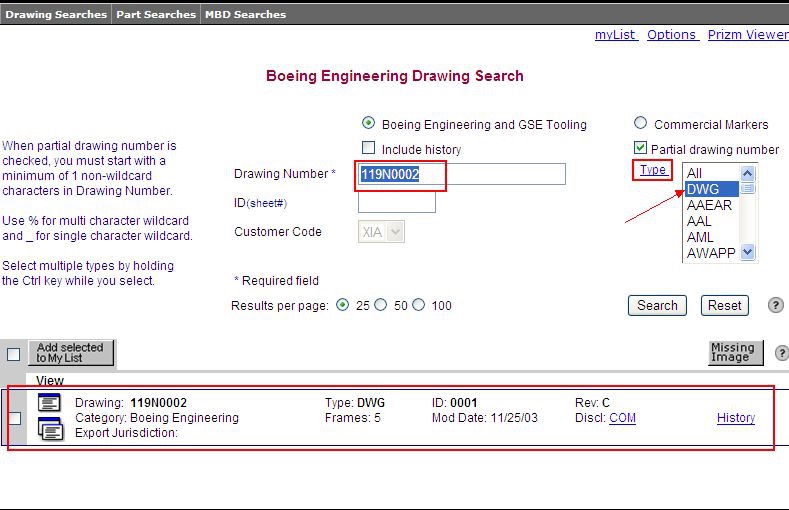 Drawing Searches Part Searches MBD Searches
myList Options Prizm Viewer
Boeing Engineering Drawing Search
Boeing Engineering and GSE Tooling Commercial Markers
When partial drawing number is
checked, you must start with a
minimum of 1 non-wildcard
characters in Drawing Number.
Use % for multi character wildcard
and _ for single character wildcard.
Select multiple types by holding
the Ctrl key while you select.
Include history Partial drawing number
Drawing Number * 119N0002 Type
ID(sheet#)
Customer Code XIA
All
DWG
AAEAR
AAL
AML
AWAPP
* Required field
Results per page: 25 50 100 Search Reset ?
Add selected
to My List
Missing
Image
?
View
Drawing: 119N0002 Type: DWG ID: 0001 Rev: C
Category: Boeing Engineering Frames: 5 Mod Date: 11/25/03 Discl: COM History
Export Jurisdiction: